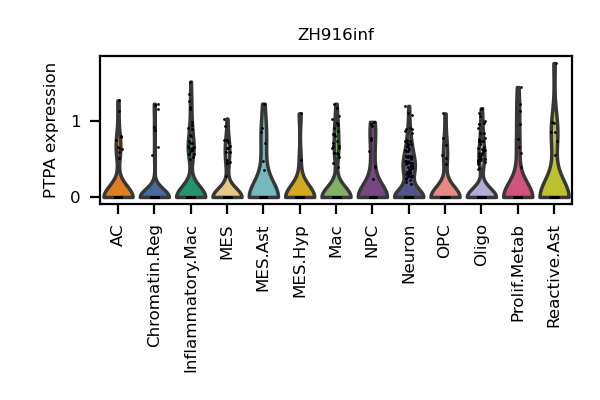 ZH916inf
PTPA expression
1
0
AC
Chromatin.Reg
Inflammatory.Mac
MES
MES.Ast
MES.Hyp
Mac
NPC
Neuron
OPC
Oligo
Prolif.Metab
Reactive.Ast